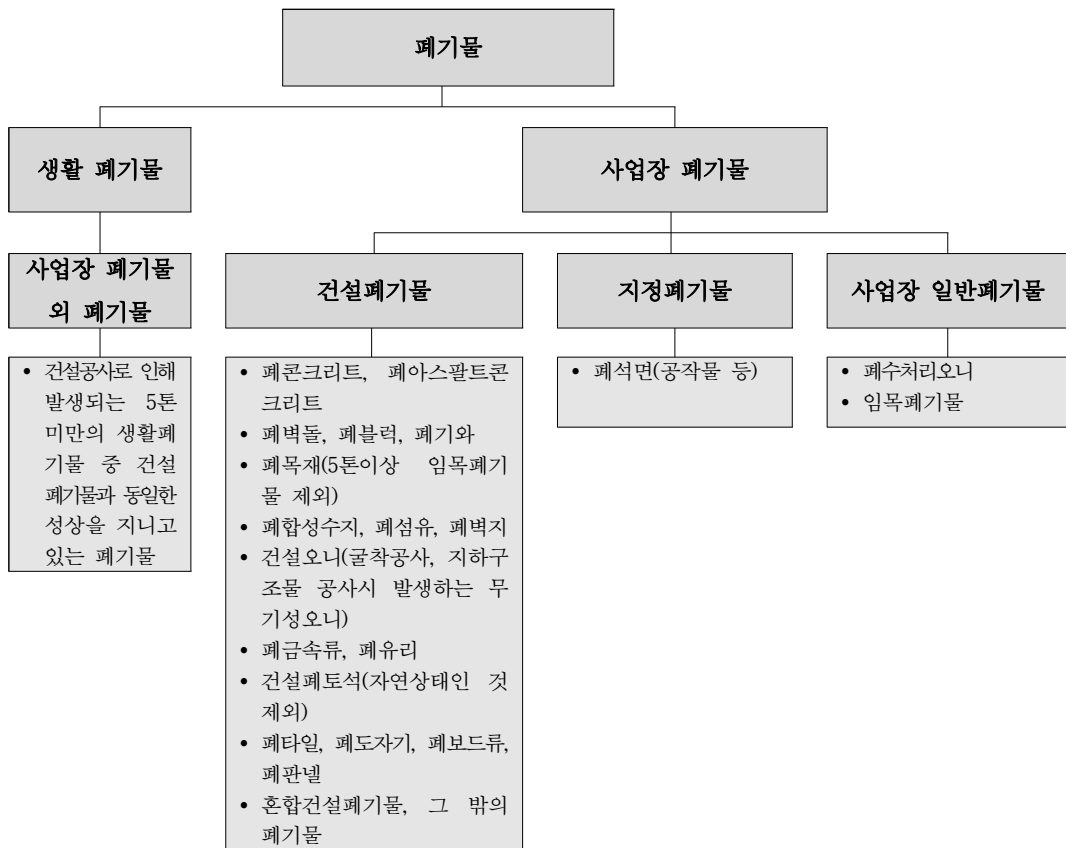 폐기물
생활 폐기물
사업장 폐기물
사업장 폐기물
외 폐기물
건설폐기물
지정폐기물
사업장 일반폐기물
• 건설공사로 인해
발생되는 5톤
미만의 생활폐
기물 중 건설
폐기물과 동일한
성상을 지니고
있는 폐기물
• 폐콘크리트, 폐아스팔트콘
크리트
• 폐벽돌, 폐블럭, 폐기와
• 폐목재(5톤이상 임목폐기
물 제외)
• 폐합성수지, 폐섬유, 폐벽지
• 건설오니(굴착공사, 지하구
조물 공사시 발생하는 무
기성오니)
• 폐금속류, 폐유리
• 건설폐토석(자연상태인 것
제외)
• 폐타일, 폐도자기, 폐보드류,
폐판넬
• 혼합건설폐기물, 그 밖의
폐기물
• 폐석면(공작물 등)
• 폐수처리오니
• 임목폐기물